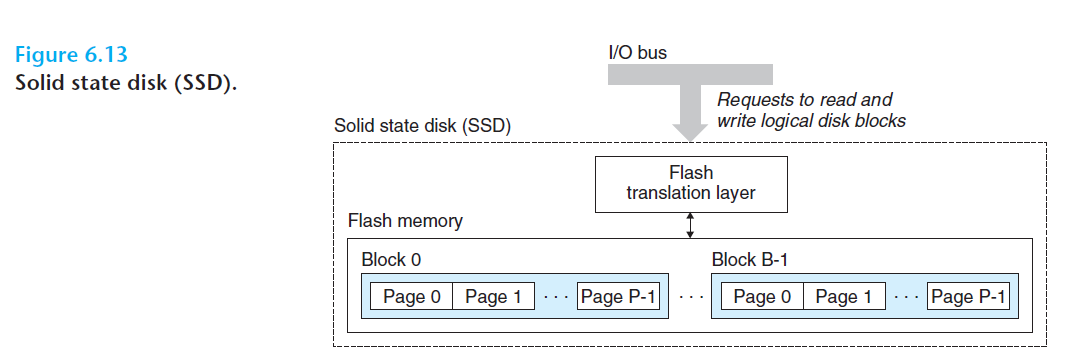 Figure 6.13
Solid state disk (SSD).
I/O bus
Requests to read and
write logical disk blocks
Solid state disk (SSD)
Flash
translation layer
Flash memory
Block 0
Block B-1
Page 0 Page 1 · · · Page P-1 · · · Page 0 Page 1 · · · Page P-1